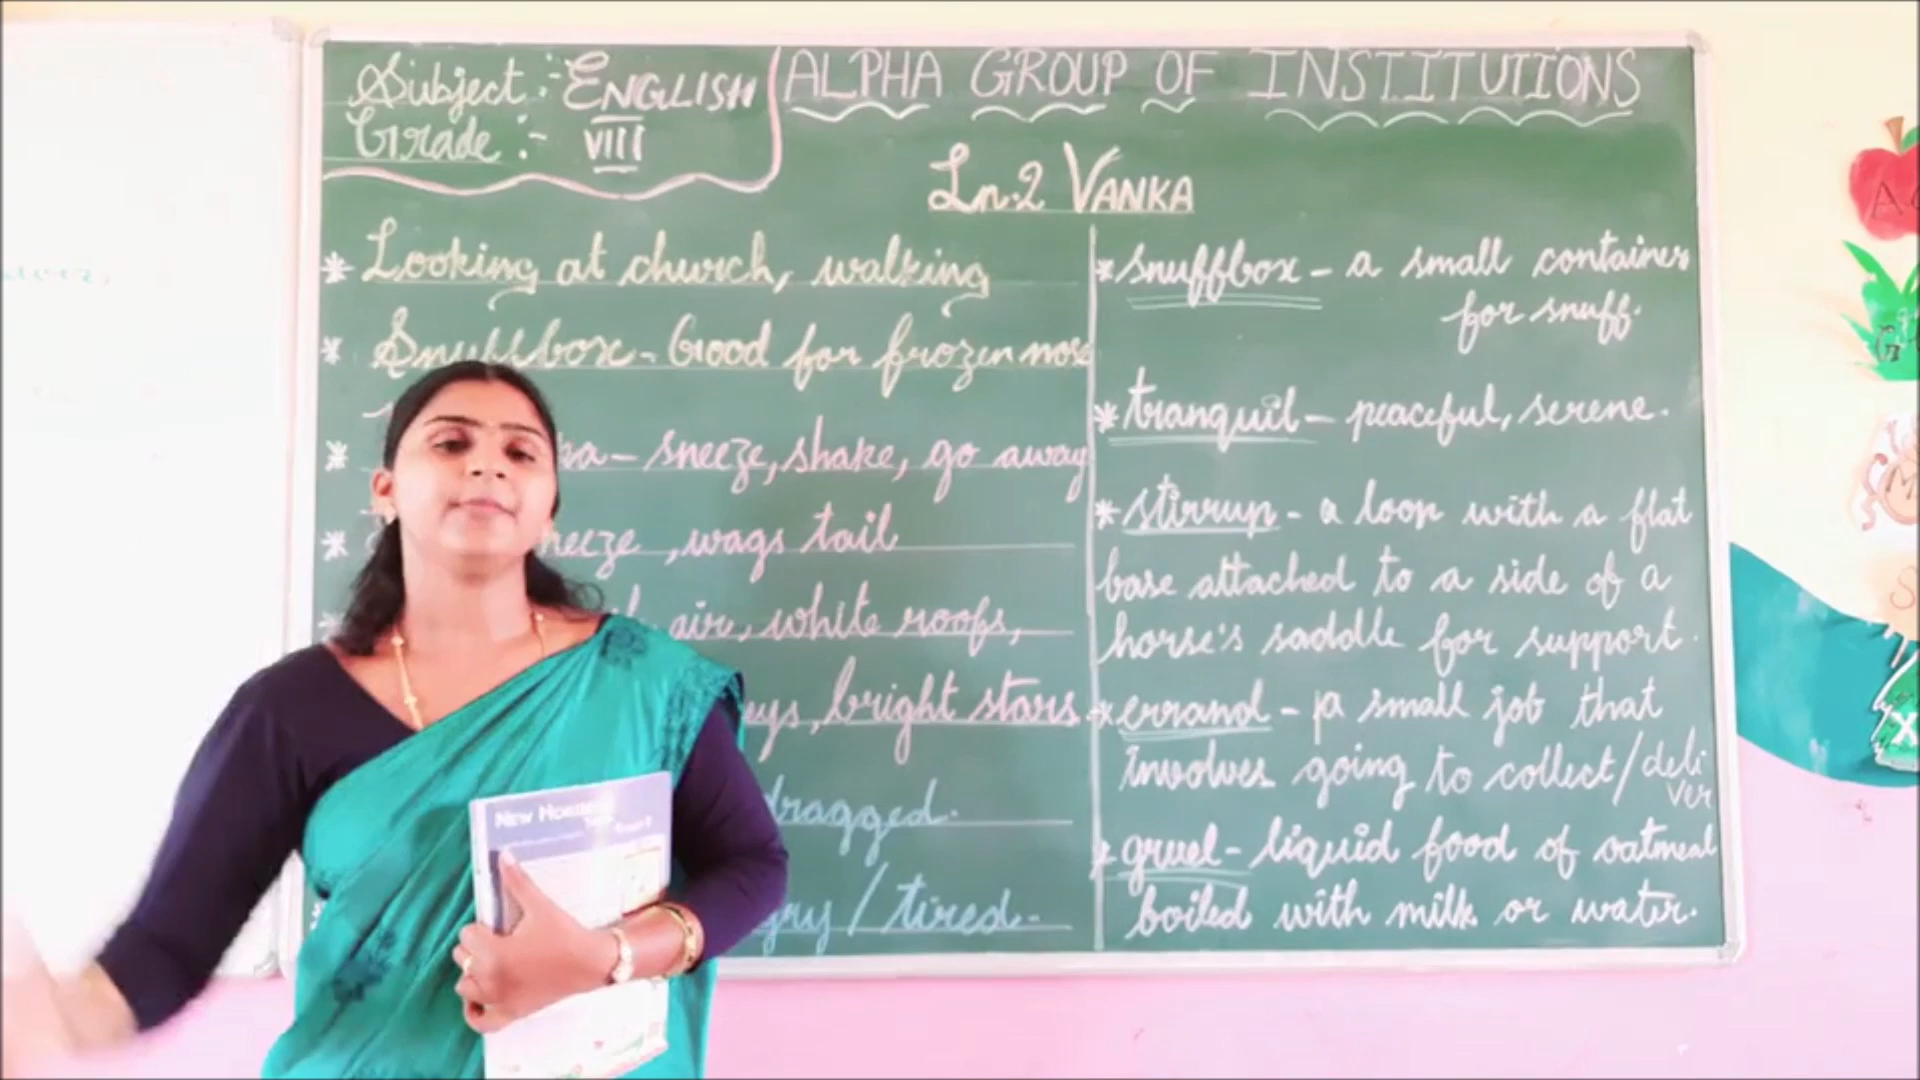 Subject :- ENGLISH
Grade :- VIII
ALPHA GROUP OF INSTITUTIONS
Ln.2 VANKA
* Looking at church, walking
* Snuffbox - Good for frozen nose
* - sneeze, shake, go away
* , wags tail
air, white roofs,
, bright stars
dragged.
/ tired.
* snuffbox - a small container
for snuff.
* tranquil - peaceful, serene.
* stirrup - a loop with a flat
base attached to a side of a
horse's saddle for support.
* errand - A small job that
involves going to collect/deli
ver
* gruel - liquid food of oatmeal
boiled with milk or water.
NEW